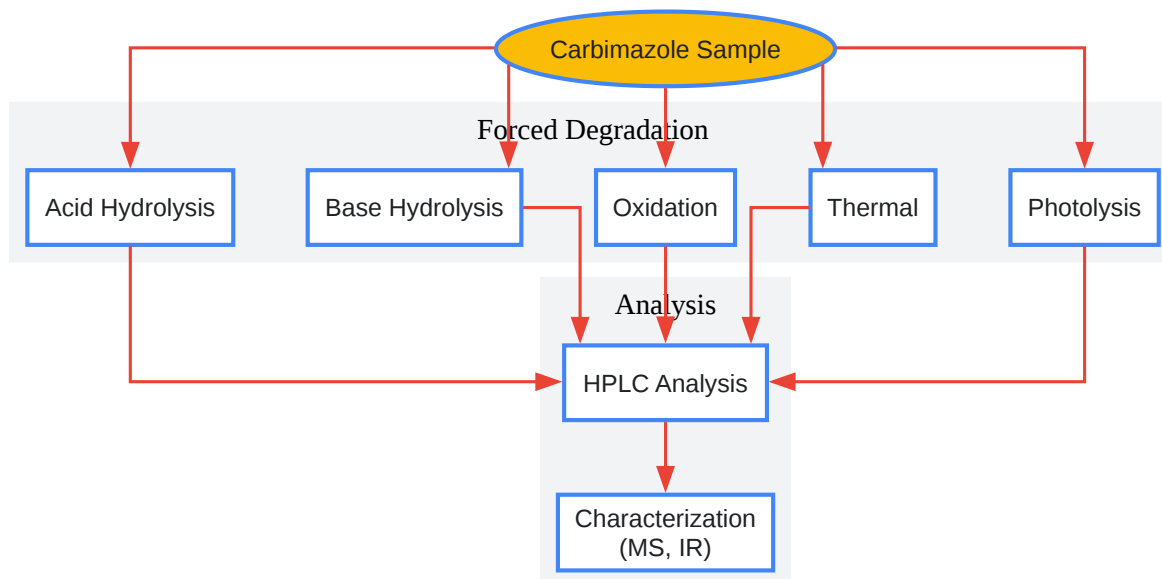 Carbimazole Sample
Forced Degradation
Acid Hydrolysis
Base Hydrolysis
Oxidation
Thermal
Photolysis
Analysis
HPLC Analysis
Characterization
(MS, IR)